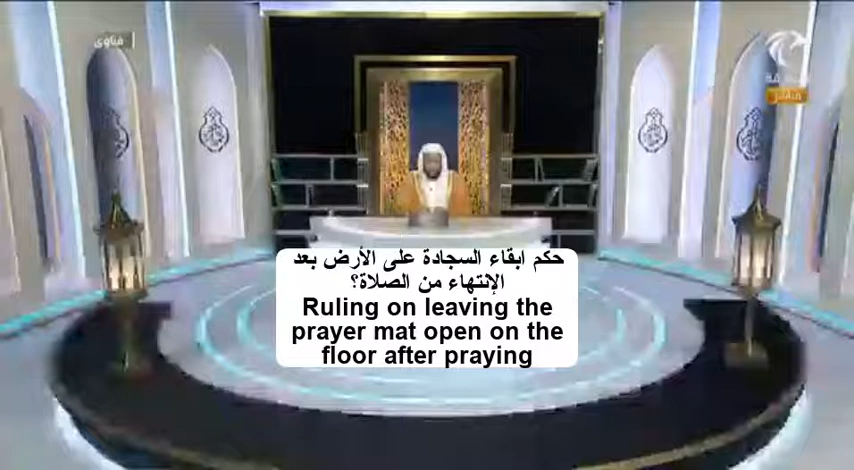 فتاوى
مباشر
حكم ابقاء السجادة على الأرض بعد
الإنتهاء من الصلاة؟
Ruling on leaving the
prayer mat open on the
floor after praying